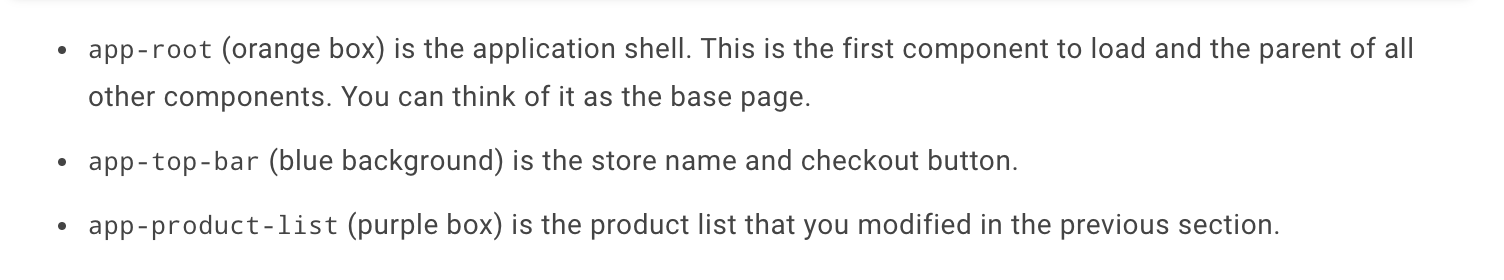 • app-root (orange box) is the application shell. This is the first component to load and the parent of all
other components. You can think of it as the base page.
• app-top-bar (blue background) is the store name and checkout button.
• app-product-list (purple box) is the product list that you modified in the previous section.